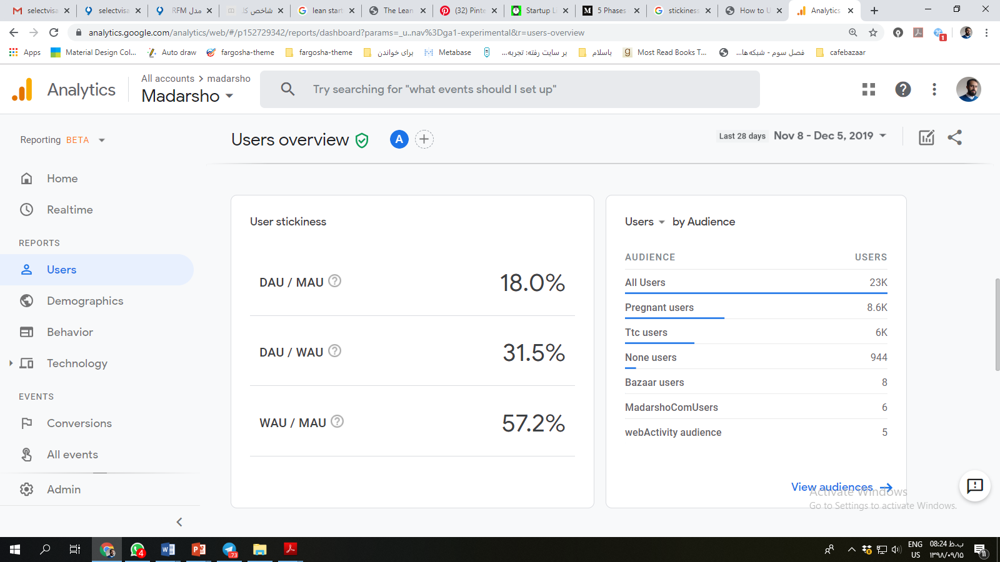 selectvisa
selectvisa
مدل RFM
شاخص کلـ
lean start
The Lean
(32) Pinte
Startup L
5 Phases
stickiness
How to U
Analytics
analytics.google.com/analytics/web/#/p152729342/reports/dashboard?params=_u..nav%3Dga1-experimental&r=users-overview
1
Apps
Material Design Col...
Auto draw
fargosha-theme
fargosha-theme
برای خواندن
Metabase
بر سایت رفته: تجربه...
باسلام
Most Read Books T...
فصل سوم - شبکه‌ها...
cafebazaar
Analytics
All accounts > madarsho
Madarsho
Try searching for "what events should I set up"
Reporting BETA
Users overview
A
Last 28 days Nov 8 - Dec 5, 2019
Home
Realtime
REPORTS
Users
Demographics
Behavior
Technology
EVENTS
Conversions
All events
Admin
User stickiness
DAU / MAU 18.0%
DAU / WAU 31.5%
WAU / MAU 57.2%
Users by Audience
AUDIENCE USERS
All Users 23K
Pregnant users 8.6K
Ttc users 6K
None users 944
Bazaar users 8
MadarshoComUsers 6
webActivity audience 5
View audiences
Activate Windows
Go to Settings to activate Windows.
4
73
ENG
US
08:24 ب.ظ
۱۳۹۸/۰۹/۱۵
11